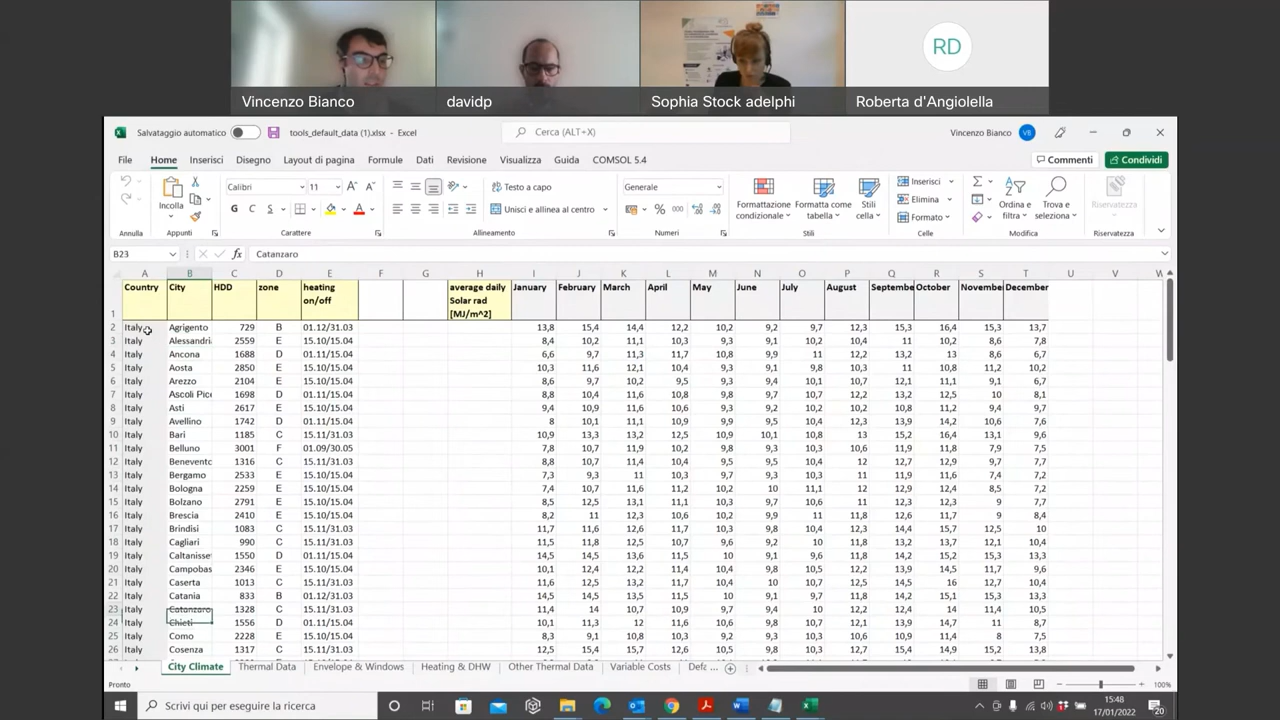 Vincenzo Bianco
davidp
Sophia Stock adelphi
RD
Roberta d'Angiolella
Salvataggio automatico
tools_default_data (1).xlsx - Excel
Cerca (ALT+X)
Vincenzo Bianco VB
File Home Inserisci Disegno Layout di pagina Formule Dati Revisione Visualizza Guida COMSOL 5.4 Commenti Condividi
Incolla
Calibri 11
Testo a capo
Generale
Formattazione condizionale
Formatta come tabella
Stili cella
Inserisci
Elimina
Formato
Ordina e filtra
Trova e seleziona
Riservatezza
G C S
Unisci e allinea al centro
% 000
Annulla Appunti Carattere Allineamento Numeri Stili Celle Modifica Riservatezza
B23 fx Catanzaro
A B C D E F G H I J K L M N O P Q R S T U V W
1 Country City HDD zone heating on/off average daily Solar rad [MJ/m^2] January February March April May June July August Septembe October Novembe December
2 Italy Agrigento 729 B 01.12/31.03 13,8 15,4 14,4 12,2 10,2 9,2 9,7 12,3 15,3 16,4 15,3 13,7
3 Italy Alessandri 2559 E 15.10/15.04 8,4 10,2 11,1 10,3 9,3 9,1 10,2 10,4 11 10,2 8,6 7,8
4 Italy Ancona 1688 D 01.11/15.04 6,6 9,7 11,3 11,7 10,8 9,9 11 12,2 13,2 13 8,6 6,7
5 Italy Aosta 2850 E 15.10/15.04 10,3 11,6 12,1 10,4 9,3 9,1 9,8 10,3 11 10,8 11,2 10,2
6 Italy Arezzo 2104 E 15.10/15.04 8,6 9,7 10,2 9,5 9,3 9,4 10,1 10,7 12,1 11,1 9,1 6,7
7 Italy Ascoli Pice 1698 D 01.11/15.04 8,8 10,4 11,6 10,8 9,8 9,7 10,7 12,2 13,2 12,5 10 8,1
8 Italy Asti 2617 E 15.10/15.04 9,4 10,9 11,6 10,6 9,3 9,2 10,2 10,2 10,8 11,2 9,4 9,7
9 Italy Avellino 1742 D 01.11/15.04 8 10,1 11,1 10,9 9,9 9,5 10,4 12,3 13,9 14,2 10,6 7,6
10 Italy Bari 1185 C 15.11/31.03 10,9 13,3 13,2 12,5 10,9 10,1 10,8 13 15,2 16,4 13,1 9,6
11 Italy Belluno 3001 F 01.09/30.05 7,8 10,7 11,9 10,2 9 8,8 9,3 10,3 11,8 10,6 7,9 7,5
12 Italy Benevento 1316 C 15.11/31.03 8,8 10,7 11,4 10,4 9,5 9,5 10,4 12 12,7 12,9 9,7 7,7
13 Italy Bergamo 2533 E 15.10/15.04 7,3 9,3 11 10,3 9,3 9,1 10,3 11 11,9 11,6 7,4 7,2
14 Italy Bologna 2259 E 15.10/15.04 7,4 10,7 11,6 11,2 10,2 10 11,1 12 12,9 12,4 8,5 7,2
15 Italy Bolzano 2791 E 15.10/15.04 8,5 12,5 13,1 11,1 10,3 9,7 10,6 11 12,3 12,3 9 7,7
16 Italy Brescia 2410 E 15.10/15.04 8,2 11 12,3 10,6 10,2 9,9 11 11,8 12,6 11,7 9 8,4
17 Italy Brindisi 1083 C 15.11/31.03 11,7 11,6 12,6 11,7 10,3 9,8 10,4 12,3 14,4 15,7 12,5 10
18 Italy Cagliari 990 C 15.11/31.03 11,5 11,8 12,5 10,7 9,7 9,2 10 11,8 13,2 13,1 12,1 10,4
19 Italy Caltanisse 1550 D 01.11/15.04 14,5 14,5 13,6 11,5 10 9,1 9,6 11,8 14,2 15,2 15,3 13,3
20 Italy Campobas 2346 E 15.10/15.04 10,1 12,4 12,2 11,4 10,4 9,8 10,5 12,2 13,9 14,5 11,7 9,6
21 Italy Caserta 1013 C 15.11/31.03 11,6 12,5 13,2 11,7 10,4 10 10,7 12,5 14,5 16 12,7 10,4
22 Italy Catania 833 B 01.12/31.03 14,5 14,5 13,5 11,5 10 9,1 9,7 11,8 14,2 15,1 15,3 13,3
23 Italy Catanzaro 1328 C 15.11/31.03 11,4 14 10,7 10,9 9,7 9,4 10 12,2 12,4 14 11,4 10,5
24 Italy Chieti 1556 D 01.11/15.04 10,1 11,3 12 11,6 10,6 9,8 10,7 12,1 13,9 14,7 11 8,7
25 Italy Como 2228 E 15.10/15.04 8,3 9,1 10,8 10,3 9,2 9,3 10,6 10,9 11,4 10,6 8 7,5
26 Italy Cosenza 1317 C 15.11/31.03 12,5 15,4 15,7 12,6 10,5 9,8 10,2 12,5 14,2 15,9 15,2 13,8
City Climate Thermal Data Envelope & Windows Heating & DHW Other Thermal Data Variable Costs Defa ...
Pronto 100%
Scrivi qui per eseguire la ricerca
15:48
17/01/2022
20